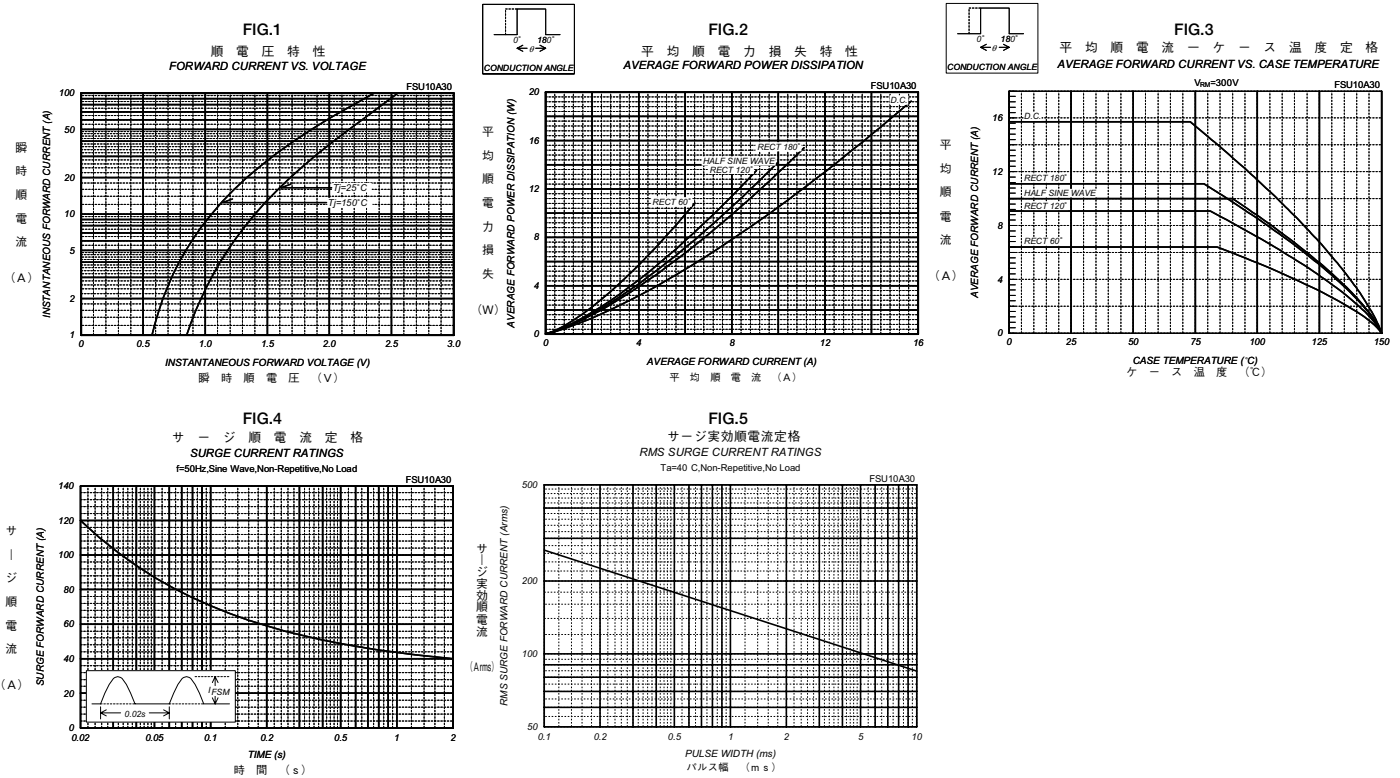 FIG.1
順 電 圧 特 性
FORWARD CURRENT VS. VOLTAGE
FSU10A30
瞬時順電流 (A)
INSTANTANEOUS FORWARD CURRENT (A)
100
50
20
10
5
2
1
Tj=25°C
Tj=150°C
0 0.5 1.0 1.5 2.0 2.5 3.0
INSTANTANEOUS FORWARD VOLTAGE (V)
瞬 時 順 電 圧 (V)
0° 180°
θ
CONDUCTION ANGLE
FIG.2
平 均 順 電 力 損 失 特 性
AVERAGE FORWARD POWER DISSIPATION
FSU10A30
平均順電力損失 (W)
AVERAGE FORWARD POWER DISSIPATION (W)
20
16
12
8
4
0
D.C.
RECT 180°
HALF SINE WAVE
RECT 120°
RECT 60°
0 4 8 12 16
AVERAGE FORWARD CURRENT (A)
平 均 順 電 流 (A)
0° 180°
θ
CONDUCTION ANGLE
FIG.3
平 均 順 電 流 ー ケ ー ス 温 度 定 格
AVERAGE FORWARD CURRENT VS. CASE TEMPERATURE
VRM=300V
FSU10A30
平均順電流 (A)
AVERAGE FORWARD CURRENT (A)
16
12
8
4
0
D.C.
RECT 180°
HALF SINE WAVE
RECT 120°
RECT 60°
0 25 50 75 100 125 150
CASE TEMPERATURE (℃)
ケ ー ス 温 度 (℃)
FIG.4
サ ー ジ 順 電 流 定 格
SURGE CURRENT RATINGS
f=50Hz,Sine Wave,Non-Repetitive,No Load
FSU10A30
サージ順電流 (A)
SURGE FORWARD CURRENT (A)
140
120
100
80
60
40
20
0
IFSM
0.02s
0.02 0.05 0.1 0.2 0.5 1 2
TIME (s)
時 間 (s)
FIG.5
サージ実効順電流定格
RMS SURGE CURRENT RATINGS
Ta=40 C,Non-Repetitive,No Load
FSU10A30
サージ実効順電流 (Arms)
RMS SURGE FORWARD CURRENT (Arms)
500
200
100
50
0.1 0.2 0.5 1 2 5 10
PULSE WIDTH (ms)
パルス幅 (ms)